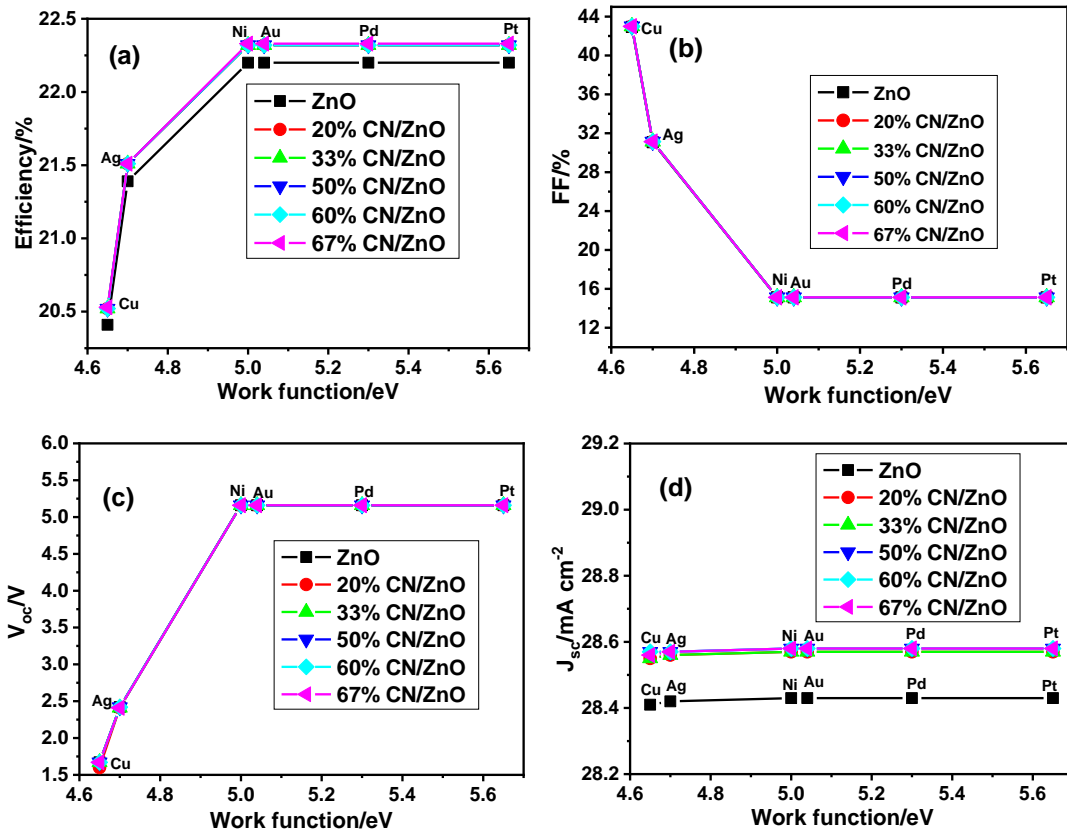 (a)
Efficiency/%
22.5
22.0
21.5
21.0
20.5
Ni
Au
Pd
Pt
Ag
Cu
ZnO
20% CN/ZnO
33% CN/ZnO
50% CN/ZnO
60% CN/ZnO
67% CN/ZnO
4.6 4.8 5.0 5.2 5.4 5.6
Work function/eV
(b)
FF/%
44
40
36
32
28
24
20
16
12
Cu
Ag
ZnO
20% CN/ZnO
33% CN/ZnO
50% CN/ZnO
60% CN/ZnO
67% CN/ZnO
Ni
Au
Pd
Pt
4.6 4.8 5.0 5.2 5.4 5.6
Work function/eV
(c)
Voc/V
6.0
5.5
5.0
4.5
4.0
3.5
3.0
2.5
2.0
1.5
Ni
Au
Pd
Pt
ZnO
20% CN/ZnO
33% CN/ZnO
50% CN/ZnO
60% CN/ZnO
67% CN/ZnO
Ag
Cu
4.6 4.8 5.0 5.2 5.4 5.6
Work function/eV
(d)
Jsc/mA cm-2
29.2
29.0
28.8
28.6
28.4
28.2
ZnO
20% CN/ZnO
33% CN/ZnO
50% CN/ZnO
60% CN/ZnO
67% CN/ZnO
Cu
Ag
Ni
Au
Pd
Pt
Cu
Ag
Ni
Au
Pd
Pt
4.6 4.8 5.0 5.2 5.4 5.6
Work function/eV